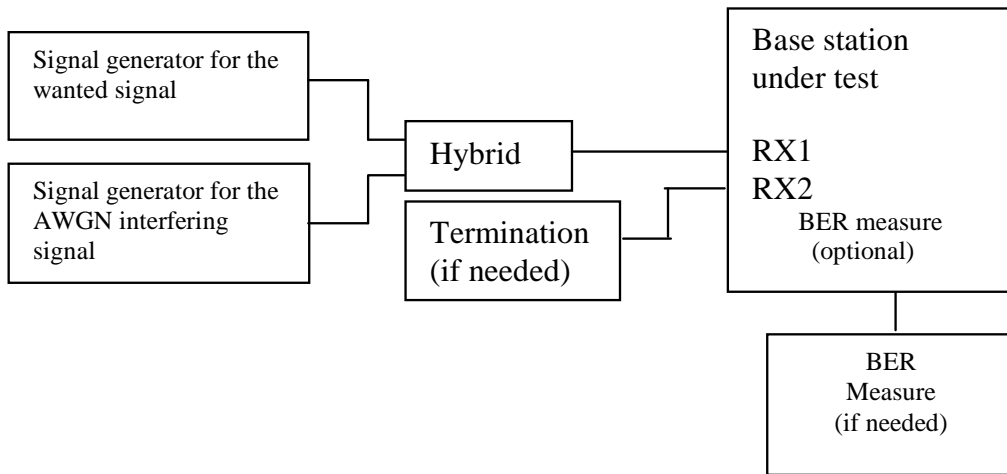 Signal generator for the
wanted signal
Signal generator for the
AWGN interfering
signal
Hybrid
Termination
(if needed)
Base station
under test
RX1
RX2
BER measure
(optional)
BER
Measure
(if needed)